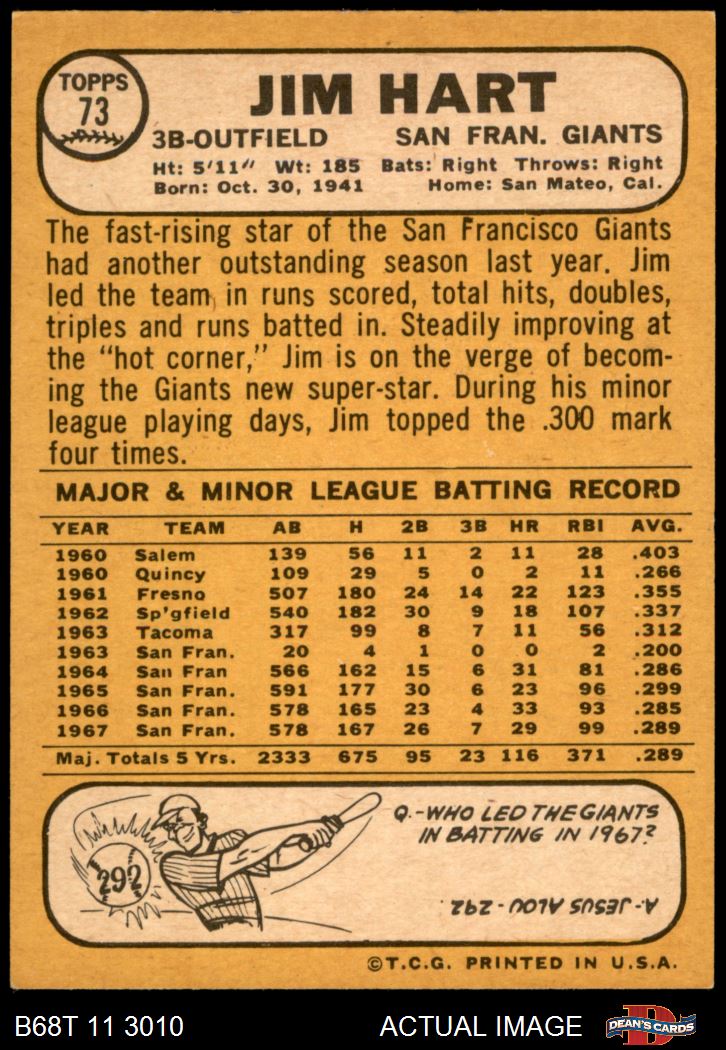 TOPPS
73
JIM HART
3B-OUTFIELD SAN FRAN. GIANTS
Ht: 5'11" Wt: 185 Bats: Right Throws: Right
Born: Oct. 30, 1941 Home: San Mateo, Cal.
The fast-rising star of the San Francisco Giants
had another outstanding season last year. Jim
led the team in runs scored, total hits, doubles,
triples and runs batted in. Steadily improving at
the "hot corner," Jim is on the verge of becom-
ing the Giants new super-star. During his minor
league playing days, Jim topped the .300 mark
four times.
MAJOR & MINOR LEAGUE BATTING RECORD
YEAR TEAM AB H 2B 3B HR RBI AVG.
1960 Salem 139 56 11 2 11 28 .403
1960 Quincy 109 29 5 0 2 11 .266
1961 Fresno 507 180 24 14 22 123 .355
1962 Sp'gfield 540 182 30 9 18 107 .337
1963 Tacoma 317 99 8 7 11 56 .312
1963 San Fran. 20 4 1 0 0 2 .200
1964 San Fran 566 162 15 6 31 81 .286
1965 San Fran. 591 177 30 6 23 96 .299
1966 San Fran. 578 165 23 4 33 93 .285
1967 San Fran. 578 167 26 7 29 99 .289
Maj. Totals 5 Yrs. 2333 675 95 23 116 371 .289
292
Q.-WHO LED THE GIANTS
IN BATTING IN 1967?
A-JESUS ALOU-292.
©T.C.G. PRINTED IN U.S.A.
B68T 11 3010 ACTUAL IMAGE D DEAN'S CARDS